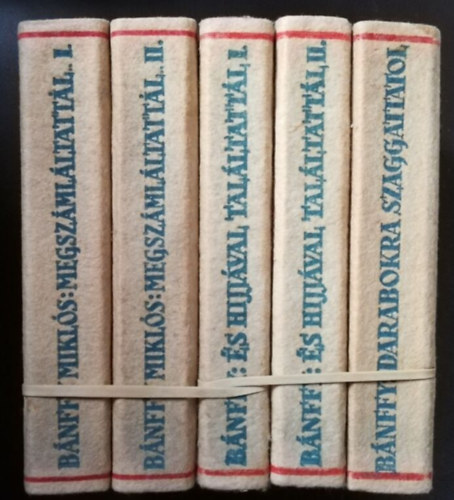 BÁNFFY MIKLÓS: MEGSZÁMLÁLTATTÁL.. I.
BÁNFFY MIKLÓS: MEGSZÁMLÁLTATTÁL, II.
BÁNFFY: ÉS HIJJÁVAL TALÁLTATTÁL, I.
BÁNFFY: ÉS HIJJÁVAL TALÁLTATTÁL, II.
BÁNFFY: DARABOKRA SZAGGATTATOL